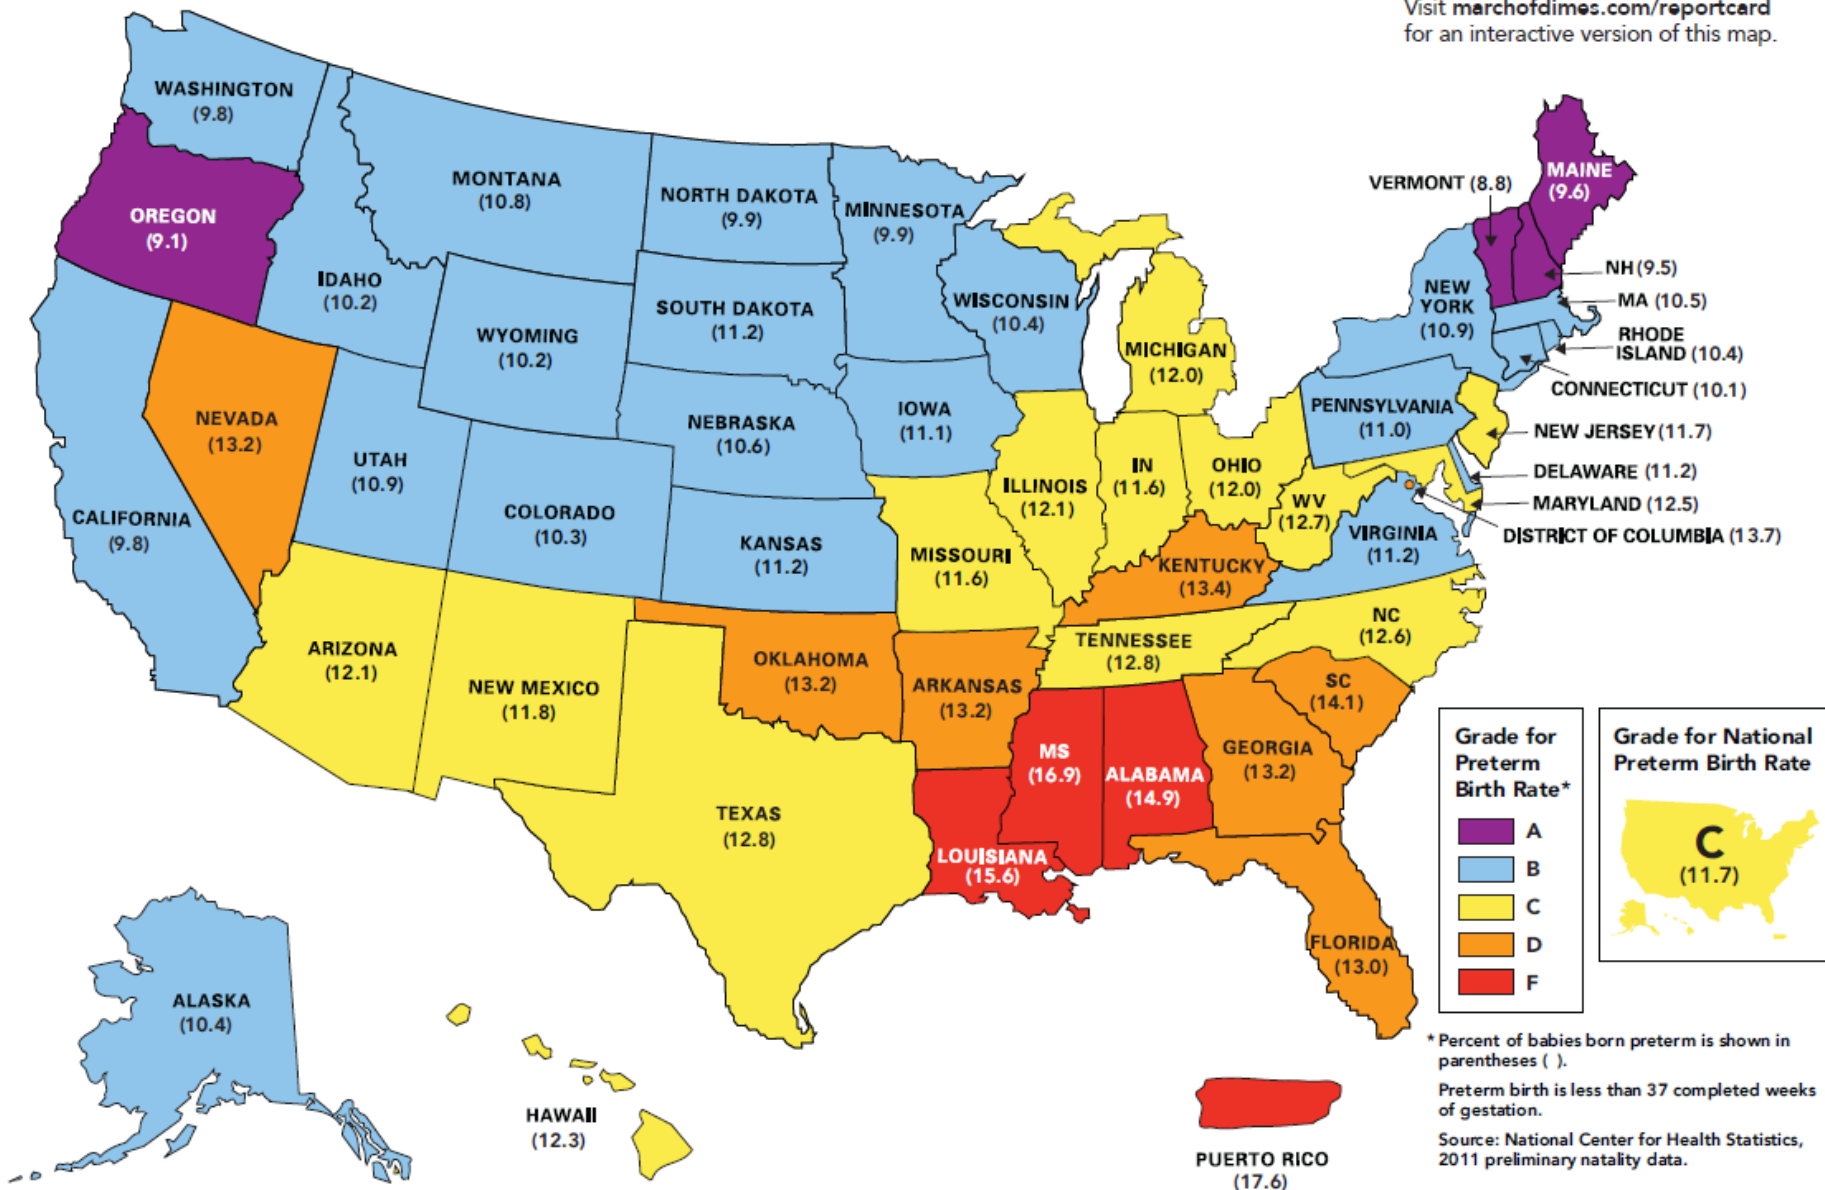 Visit marchofdimes.com/reportcard
for an interactive version of this map.
WASHINGTON
(9.8)
OREGON
(9.1)
MONTANA
(10.8)
IDAHO
(10.2)
WYOMING
(10.2)
NORTH DAKOTA
(9.9)
SOUTH DAKOTA
(11.2)
MINNESOTA
(9.9)
WISCONSIN
(10.4)
MICHIGAN
(12.0)
VERMONT (8.8)
MAINE
(9.6)
NH (9.5)
MA (10.5)
RHODE
ISLAND (10.4)
CONNECTICUT (10.1)
NEW
YORK
(10.9)
PENNSYLVANIA
(11.0)
NEW JERSEY (11.7)
DELAWARE (11.2)
MARYLAND (12.5)
DISTRICT OF COLUMBIA (13.7)
NEVADA
(13.2)
UTAH
(10.9)
COLORADO
(10.3)
NEBRASKA
(10.6)
IOWA
(11.1)
ILLINOIS
(12.1)
IN
(11.6)
OHIO
(12.0)
WV
(12.7)
VIRGINIA
(11.2)
CALIFORNIA
(9.8)
KANSAS
(11.2)
MISSOURI
(11.6)
KENTUCKY
(13.4)
ARIZONA
(12.1)
NEW MEXICO
(11.8)
OKLAHOMA
(13.2)
ARKANSAS
(13.2)
TENNESSEE
(12.8)
NC
(12.6)
SC
(14.1)
TEXAS
(12.8)
LOUISIANA
(15.6)
MS
(16.9)
ALABAMA
(14.9)
GEORGIA
(13.2)
FLORIDA
(13.0)
ALASKA
(10.4)
HAWAII
(12.3)
PUERTO RICO
(17.6)
Grade for
Preterm
Birth Rate*
A
B
C
D
F
Grade for National
Preterm Birth Rate
C
(11.7)
* Percent of babies born preterm is shown in
parentheses ( ).
Preterm birth is less than 37 completed weeks
of gestation.
Source: National Center for Health Statistics,
2011 preliminary natality data.